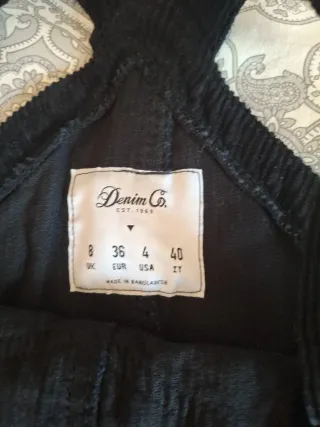 Denim Co.
EST. 1969
8 36 4 40
UK EUR USA IT
MADE IN BANGLADESH